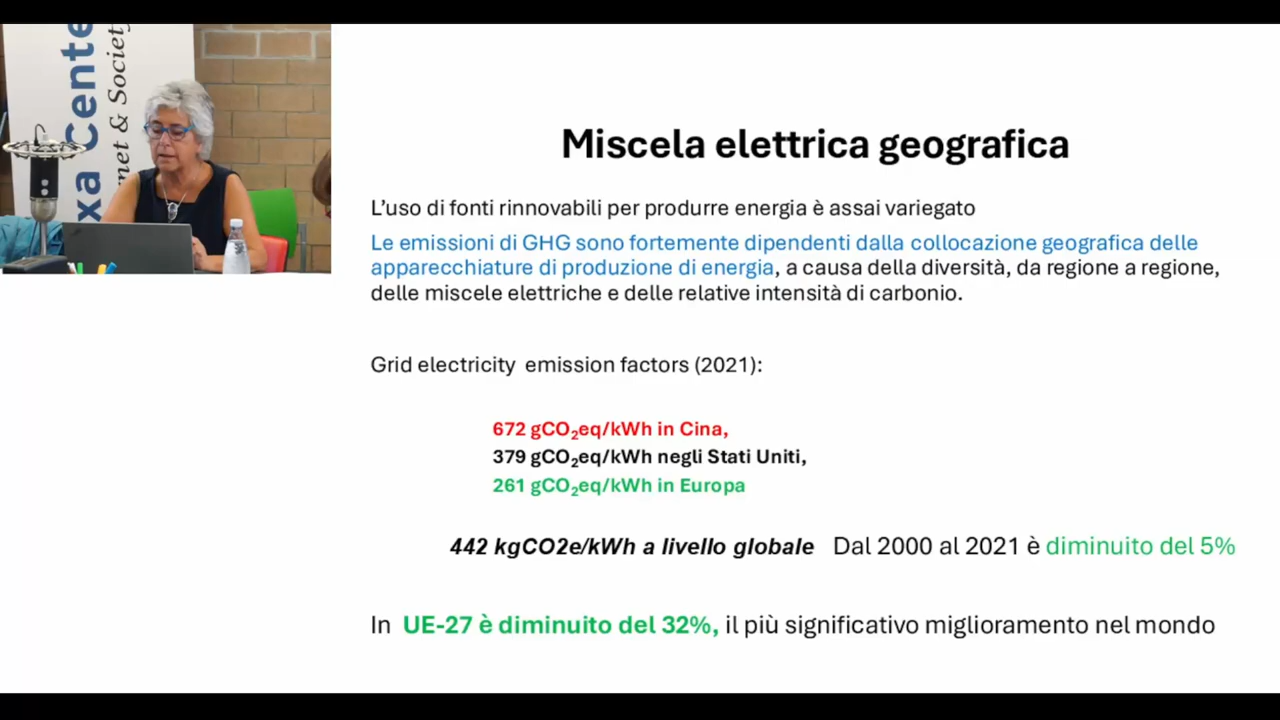 xa Cente
net & Society
Miscela elettrica geografica
L'uso di fonti rinnovabili per produrre energia è assai variegato
Le emissioni di GHG sono fortemente dipendenti dalla collocazione geografica delle
apparecchiature di produzione di energia, a causa della diversità, da regione a regione,
delle miscele elettriche e delle relative intensità di carbonio.
Grid electricity emission factors (2021):
672 gCO₂eq/kWh in Cina,
379 gCO₂eq/kWh negli Stati Uniti,
261 gCO₂eq/kWh in Europa
442 kgCO2e/kWh a livello globale Dal 2000 al 2021 è diminuito del 5%
In UE-27 è diminuito del 32%, il più significativo miglioramento nel mondo